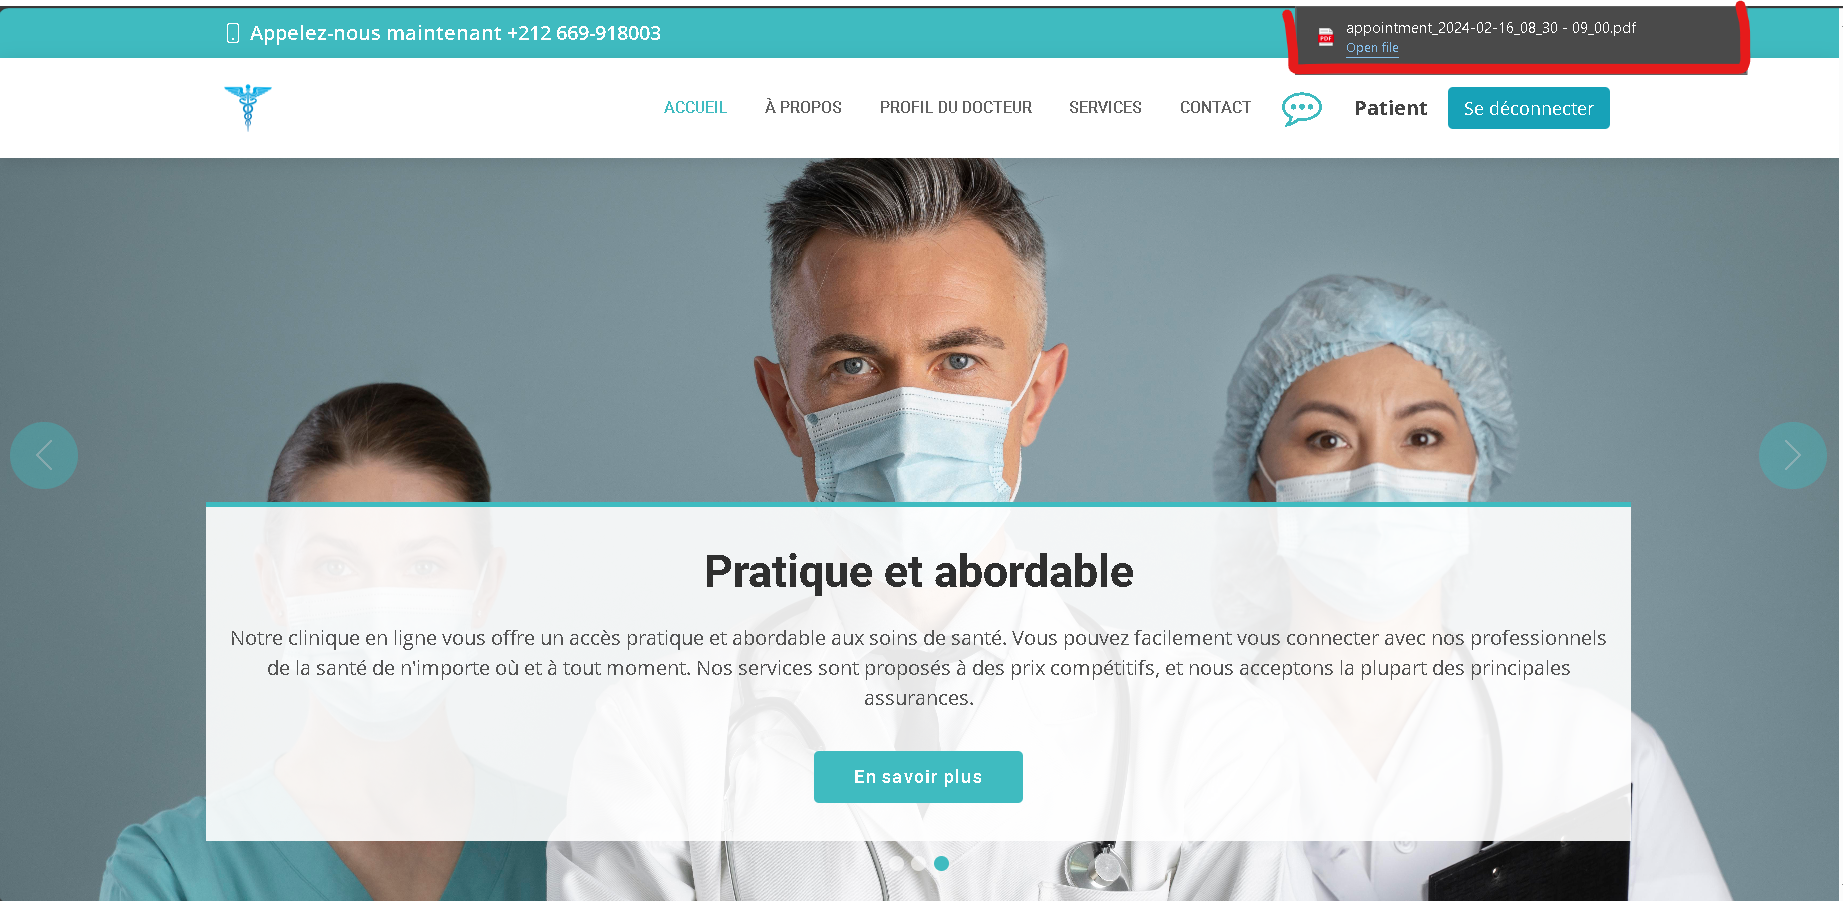 Appelez-nous maintenant +212 669-918003
appointment_2024-02-16_08_30 - 09_00.pdf
PDF
Open file
ACCUEIL
À PROPOS
PROFIL DU DOCTEUR
SERVICES
CONTACT
Patient
Se déconnecter
Pratique et abordable
Notre clinique en ligne vous offre un accès pratique et abordable aux soins de santé. Vous pouvez facilement vous connecter avec nos professionnels
de la santé de n'importe où et à tout moment. Nos services sont proposés à des prix compétitifs, et nous acceptons la plupart des principales
assurances.
En savoir plus